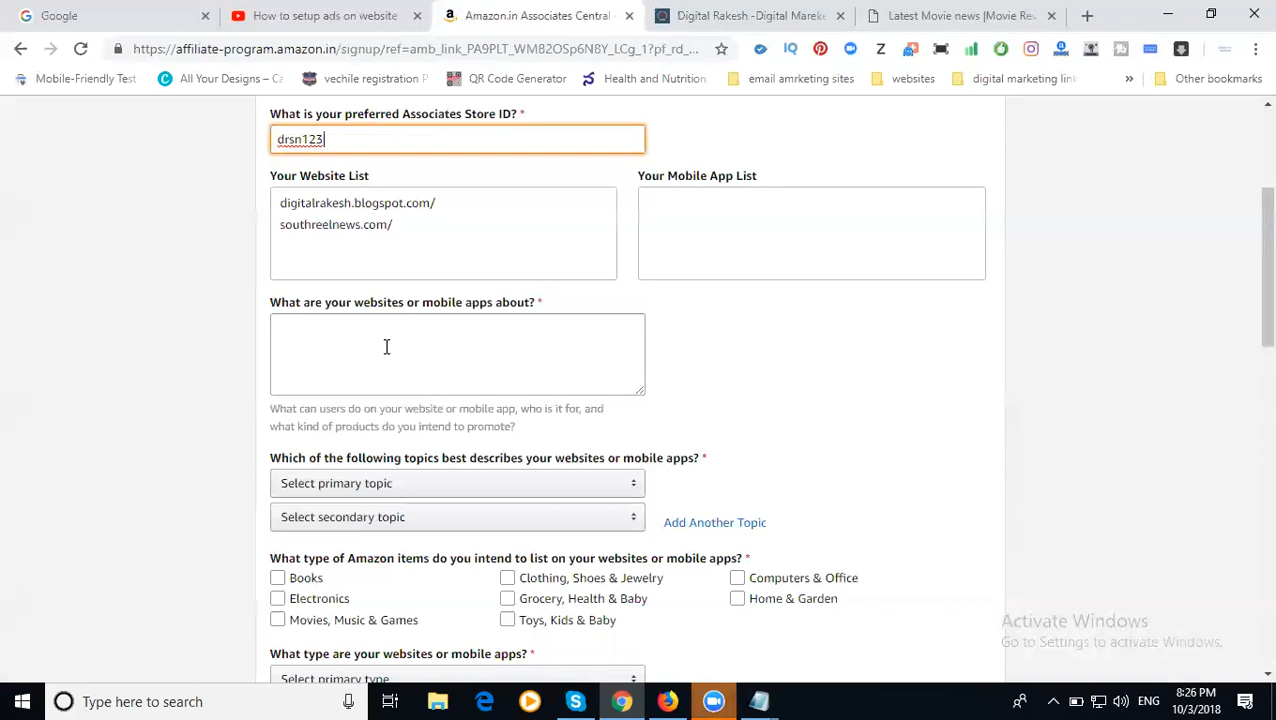 Google
How to setup ads on website
Amazon.in Associates Central -
Digital Rakesh -Digital Mareke
Latest Movie news |Movie Re
https://affiliate-program.amazon.in/signup/ref=amb_link_PA9PLT_WM82OSp6N8Y_LCg_1?pf_rd_...
Mobile-Friendly Test
All Your Designs – Ca
vechile registration P
QR Code Generator
Health and Nutrition
email amrketing sites
websites
digital marketing link
»
Other bookmarks
What is your preferred Associates Store ID? *
drsn123
Your Website List
Your Mobile App List
digitalrakesh.blogspot.com/
southreelnews.com/
What are your websites or mobile apps about? *
What can users do on your website or mobile app, who is it for, and
what kind of products do you intend to promote?
Which of the following topics best describes your websites or mobile apps? *
Select primary topic
Select secondary topic
Add Another Topic
What type of Amazon items do you intend to list on your websites or mobile apps? *
Books
Clothing, Shoes & Jewelry
Computers & Office
Electronics
Grocery, Health & Baby
Home & Garden
Movies, Music & Games
Toys, Kids & Baby
What type are your websites or mobile apps? *
Select primary type
Activate Windows
Go to Settings to activate Windows.
Type here to search
ENG
8:26 PM
10/3/2018